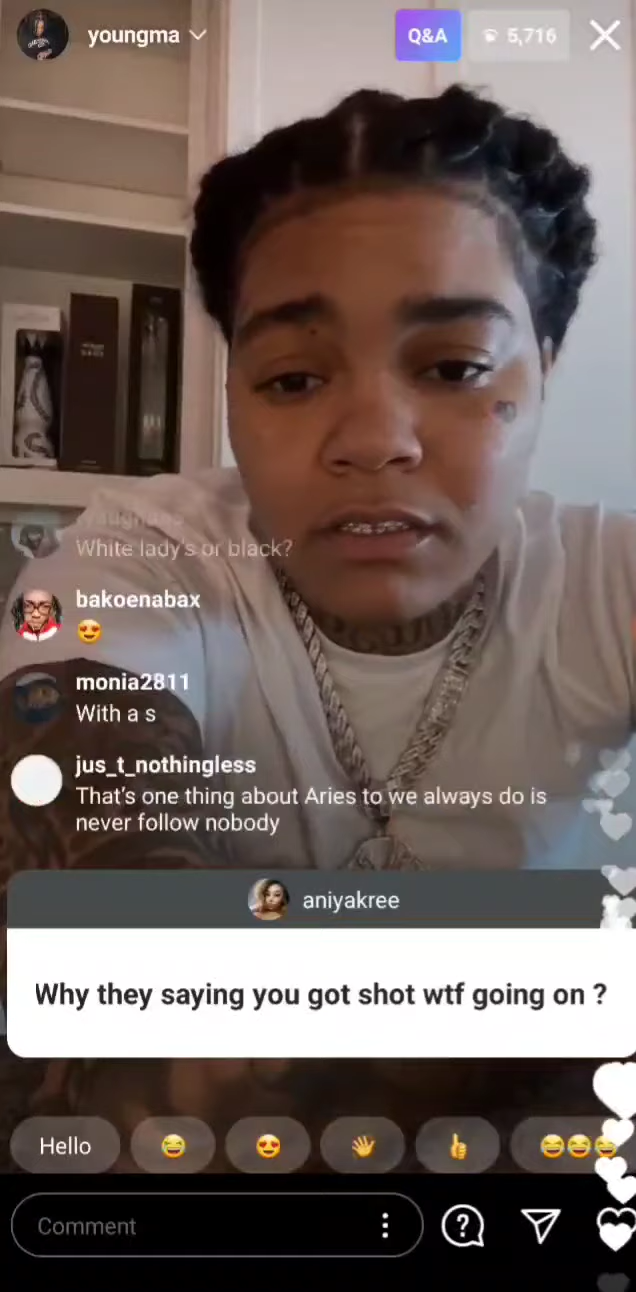 youngma
Q&A
5,716
White lady's or black?
bakoenabax
😍
monia2811
With a s
jus_t_nothingless
That's one thing about Aries to we always do is
never follow nobody
aniyakree
Why they saying you got shot wtf going on ?
Hello
😂
😍
👋
👍
😂😂😂
Comment